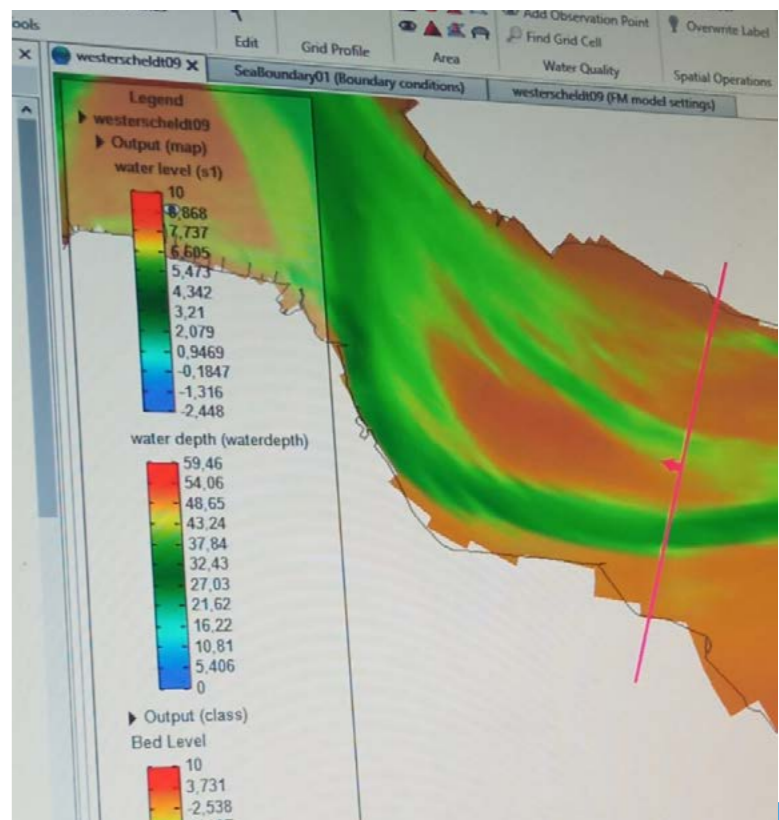 ools
Edit
Grid Profile
Area
Add Observation Point
Find Grid Cell
Water Quality
Overwrite Label
Spatial Operations
westerscheldt09
SeaBoundary01 (Boundary conditions)
westerscheldt09 (FM model settings)
Legend
westerscheldt09
Output (map)
water level (s1)
10
8,868
7,737
6,605
5,473
4,342
3,21
2,079
0,9469
-0,1847
-1,316
-2,448
water depth (waterdepth)
59,46
54,06
48,65
43,24
37,84
32,43
27,03
21,62
16,22
10,81
5,406
0
Output (class)
Bed Level
10
3,731
-2,538